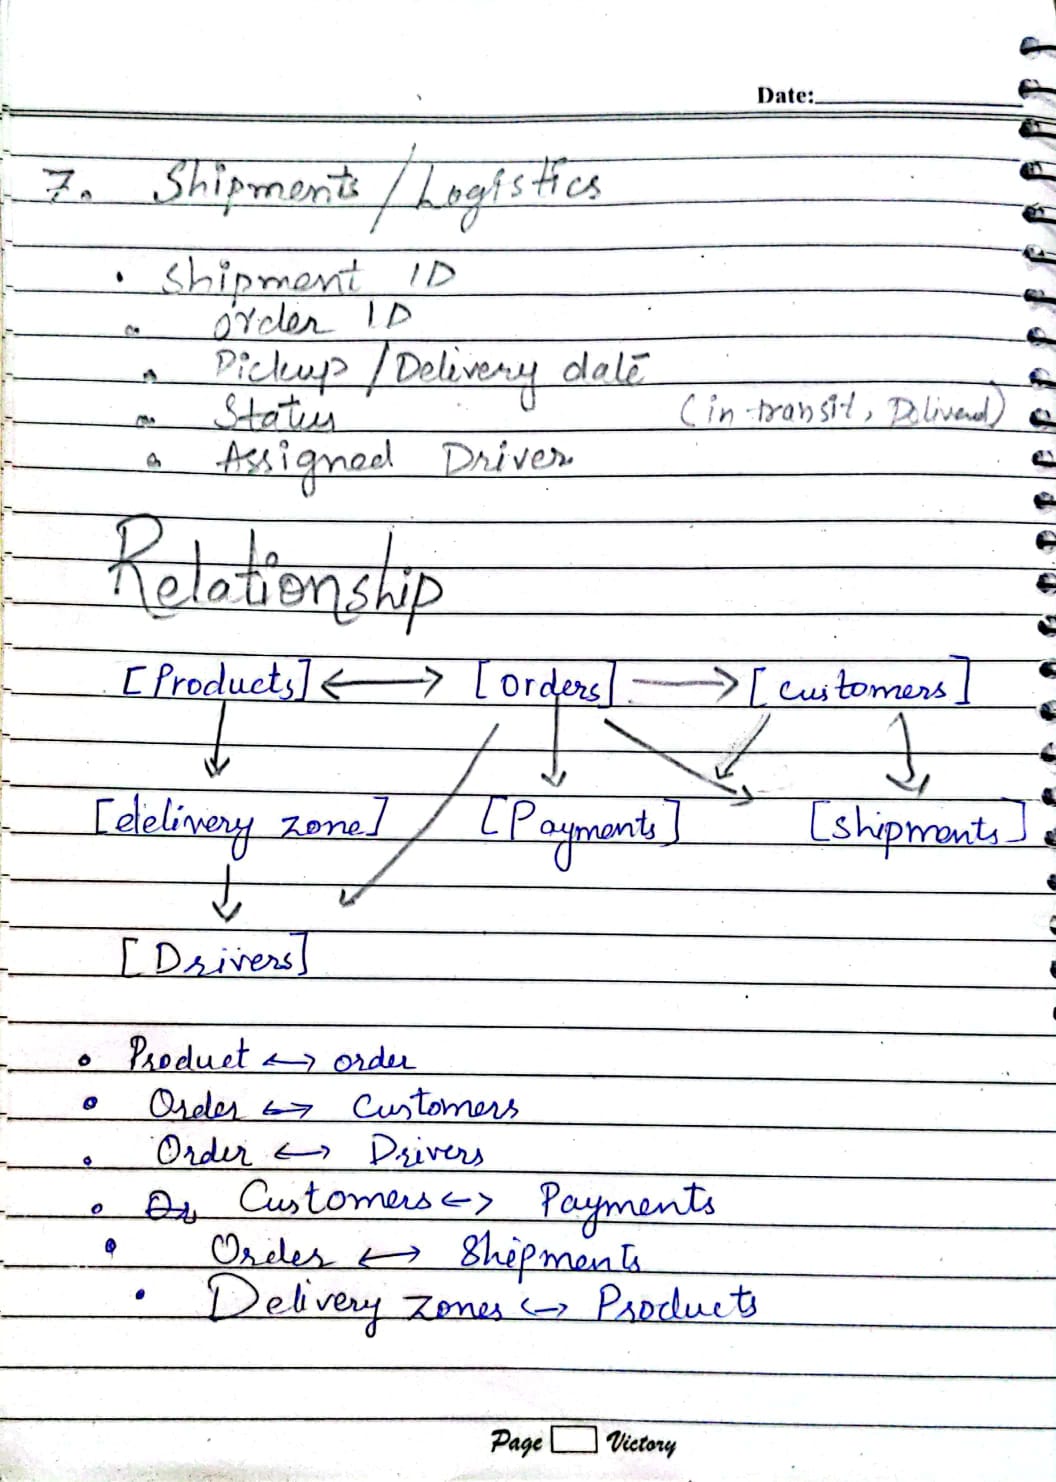 Date:
7. Shipments / Logistics
• Shipment ID
• Order ID
• Pickup / Delivery date
• Status (in-transit, Delivered)
• Assigned Driver
Relationship
[Products] ⟷ [orders] ⟶ [customers]
[delivery zone] [Payments] [shipments]
[Drivers]
• Product ⟷ order
• Order ⟷ Customers
• Order ⟷ Drivers
• Or Customers ⟷ Payments
• Order ⟷ Shipments
• Delivery zones ⟷ Products
Page Victory